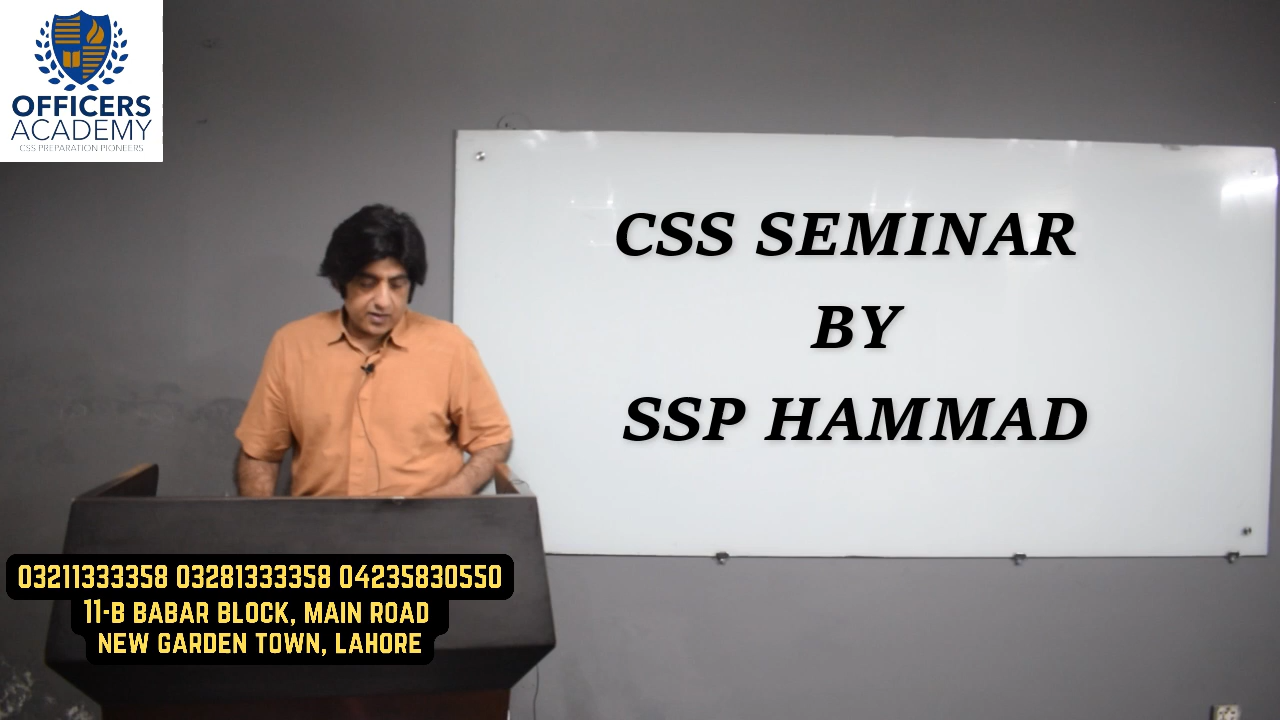 OFFICERS
ACADEMY
CSS PREPARATION PIONEERS
CSS SEMINAR
BY
SSP HAMMAD
03211333358 03281333358 04235830550
11-B BABAR BLOCK, MAIN ROAD
NEW GARDEN TOWN, LAHORE